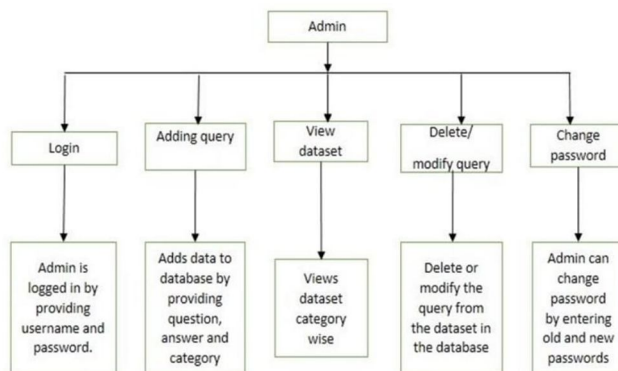 Admin
Login
Adding query
View
dataset
Delete/
modify query
Change
password
Admin is
logged in by
providing
username and
password.
Adds data to
database by
providing
question,
answer and
category
Views
dataset
category
wise
Delete or
modify the
query from
the dataset in
the database
Admin can
change
password
by entering
old and new
passwords